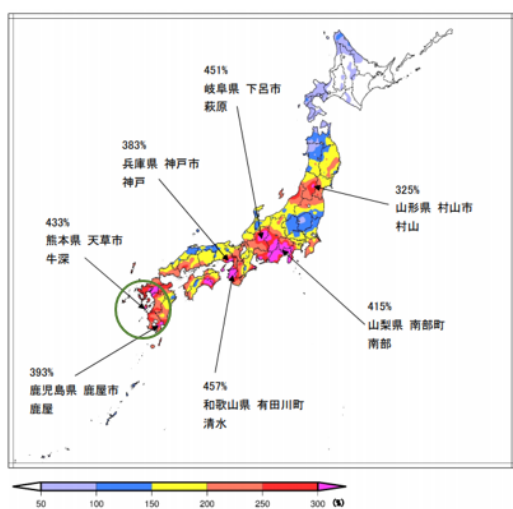 451%
岐阜県 下呂市
萩原
383%
兵庫県 神戸市
神戸
433%
熊本県 天草市
牛深
325%
山形県 村山市
村山
415%
山梨県 南部町
南部
393%
鹿児島県 鹿屋市
鹿屋
457%
和歌山県 有田川町
清水
50 100 150 200 250 300 (%)